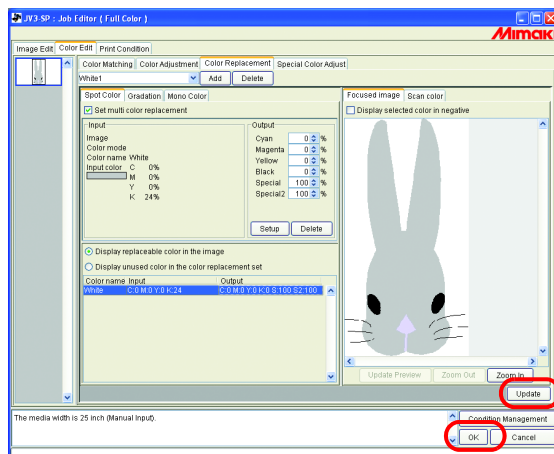 JV3-SP : Job Editor ( Full Color )
Mimaki
Image Edit Color Edit Print Condition
Color Matching Color Adjustment Color Replacement Special Color Adjust
White1 Add Delete
Spot Color Gradation Mono Color
Focused image Scan color
Set multi color replacement
Display selected color in negative
Input
Output
Image
Color mode
Color name White
Input color C 0%
M 0%
Y 0%
K 24%
Cyan 0 %
Magenta 0 %
Yellow 0 %
Black 0 %
Special 100 %
Special2 100 %
Setup Delete
Display replaceable color in the image
Display unused color in the color replacement set
Color name Input Output
White C:0 M:0 Y:0 K:24 C:0 M:0 Y:0 K:0 S:100 S2:100
Update Preview Zoom Out Zoom In
Update
The media width is 25 inch (Manual Input).
Condition Management
OK Cancel